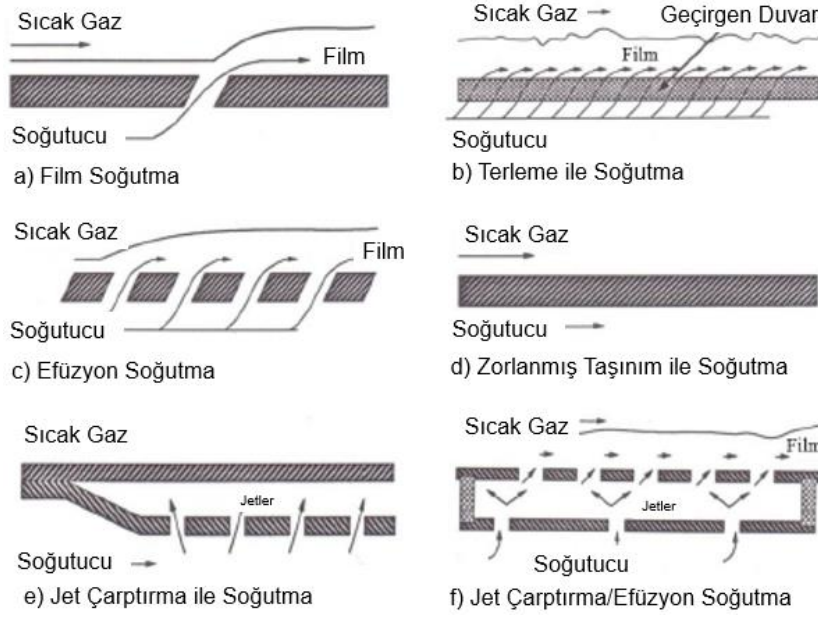 Sıcak Gaz
Film
Soğutucu
a) Film Soğutma
Sıcak Gaz
Geçirgen Duvar
Film
Soğutucu
b) Terleme ile Soğutma
Sıcak Gaz
Film
Soğutucu
c) Efüzyon Soğutma
Sıcak Gaz
Soğutucu
d) Zorlanmış Taşınım ile Soğutma
Sıcak Gaz
Jetler
Soğutucu
e) Jet Çarptırma ile Soğutma
Sıcak Gaz
Film
Jetler
Soğutucu
f) Jet Çarptırma/Efüzyon Soğutma